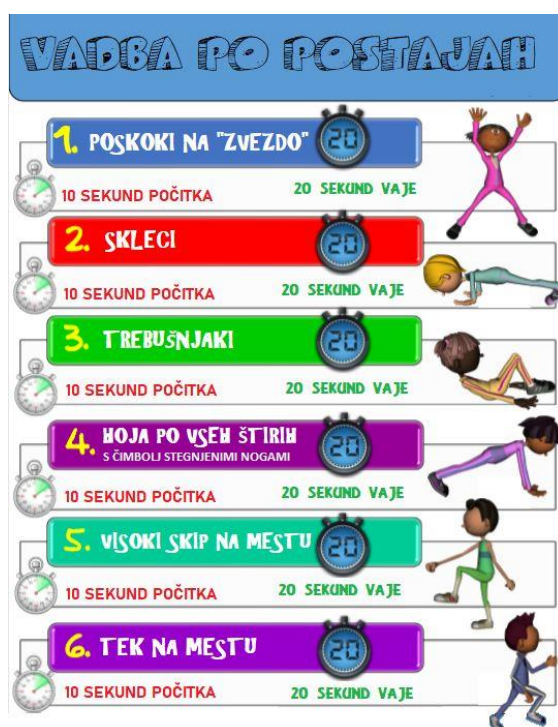 VADBA PO POSTAJAH
1. POSKOKI NA "ZVEZDO" 20
10 SEKUND POČITKA 20 SEKUND VAJE
2. SKLECI 20
10 SEKUND POČITKA 20 SEKUND VAJE
3. TREBUŠNJAKI 20
10 SEKUND POČITKA 20 SEKUND VAJE
4. HOJA PO VSEH ŠTIRIH 20
S ČIMBOLJ STEGNJENIMI NOGAMI
10 SEKUND POČITKA 20 SEKUND VAJE
5. VISOKI SKIP NA MESTU 20
10 SEKUND POČITKA 20 SEKUND VAJE
6. TEK NA MESTU 20
10 SEKUND POČITKA 20 SEKUND VAJE